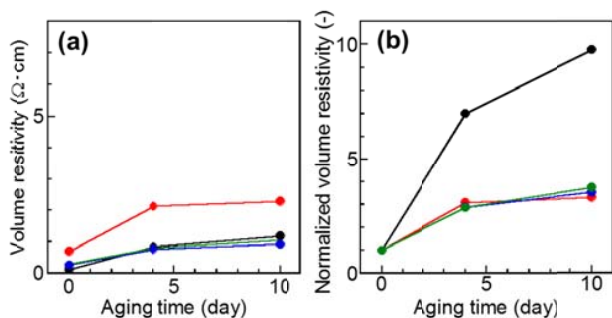 (a)
Volume resitivity (Ω·cm)
5
0
0 5 10
Aging time (day)
(b)
Normalized volume resistivity (-)
10
5
0
0 5 10
Aging time (day)